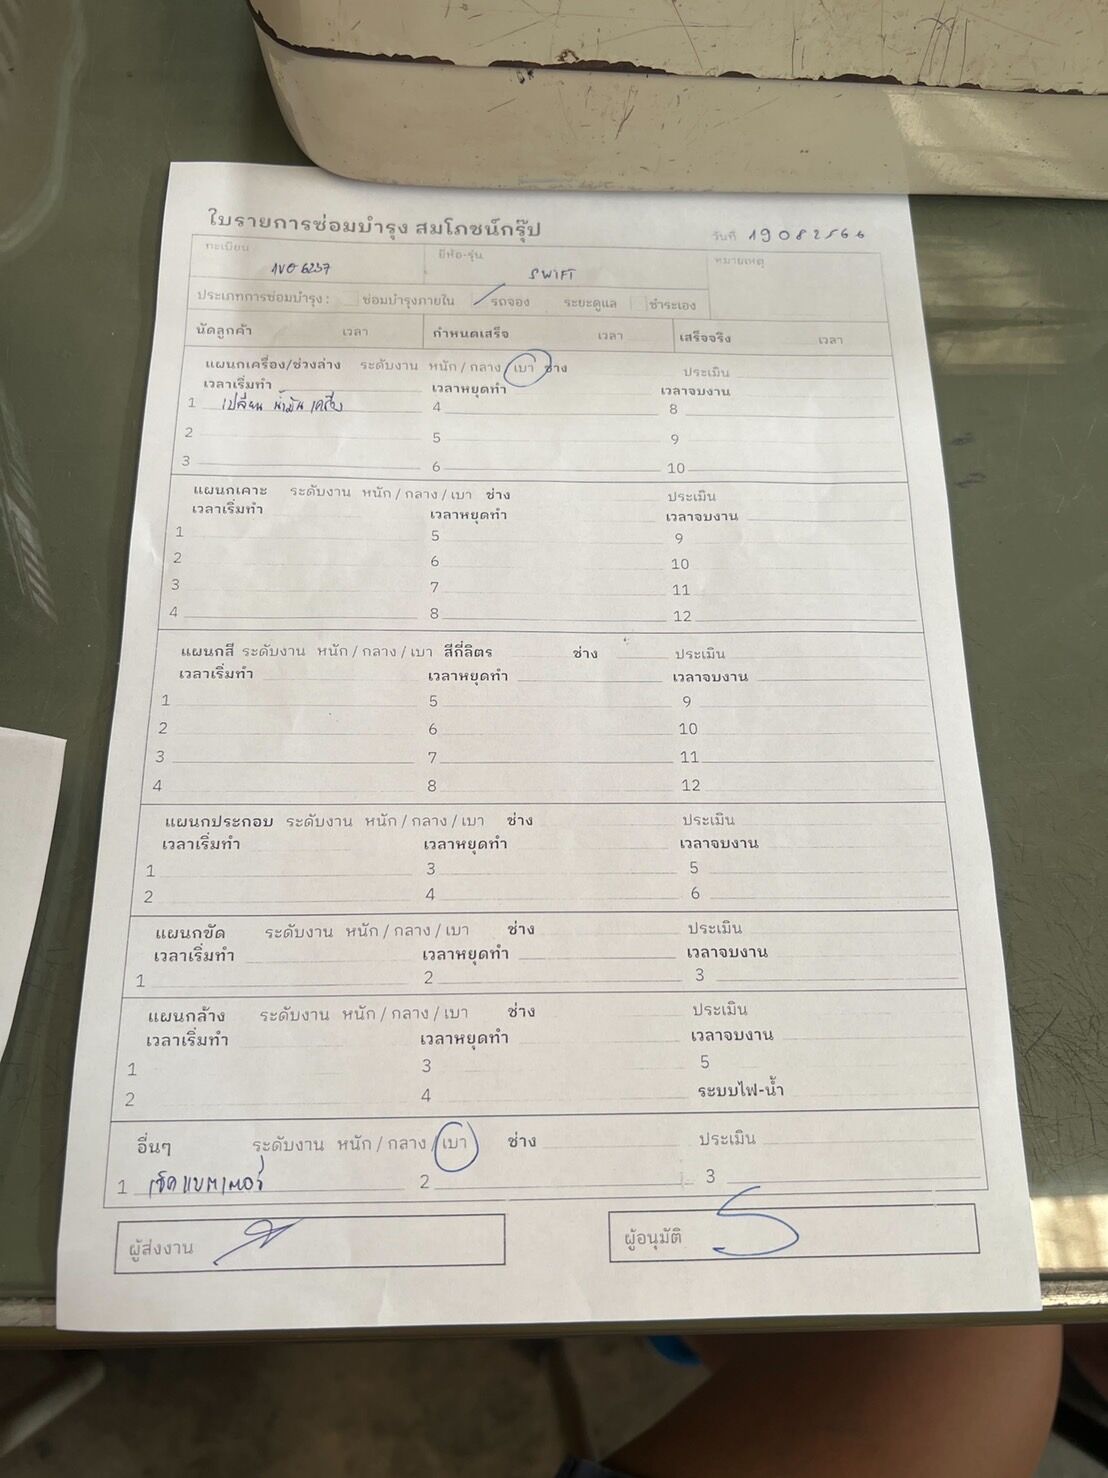 ใบรายการซ่อมบำรุง สมโภชน์กรุ๊ป
วันที่ 19082566
ทะเบียน ยี่ห้อ-รุ่น หมายเหตุ
6237 SWIFT
ประเภทการซ่อมบำรุง : ซ่อมบำรุงภายใน รถจอง ระยะดูแล ชำระเอง
นัดลูกค้า เวลา กำหนดเสร็จ เวลา เสร็จจริง เวลา
แผนกเครื่อง/ช่วงล่าง ระดับงาน หนัก / กลาง / เบา ช่าง ประเมิน
เวลาเริ่มทำ เวลาหยุดทำ เวลาจบงาน
1 เปลี่ยน น้ำมัน เครื่อง 4 8
2 5 9
3 6 10
แผนกเคาะ ระดับงาน หนัก / กลาง / เบา ช่าง ประเมิน
เวลาเริ่มทำ เวลาหยุดทำ เวลาจบงาน
1 5 9
2 6 10
3 7 11
4 8 12
แผนกสี ระดับงาน หนัก / กลาง / เบา สีกี่ลิตร ช่าง ประเมิน
เวลาเริ่มทำ เวลาหยุดทำ เวลาจบงาน
1 5 9
2 6 10
3 7 11
4 8 12
แผนกประกอบ ระดับงาน หนัก / กลาง / เบา ช่าง ประเมิน
เวลาเริ่มทำ เวลาหยุดทำ เวลาจบงาน
1 3 5
2 4 6
แผนกขัด ระดับงาน หนัก / กลาง / เบา ช่าง ประเมิน
เวลาเริ่มทำ เวลาหยุดทำ เวลาจบงาน
1 2 3
แผนกล้าง ระดับงาน หนัก / กลาง / เบา ช่าง ประเมิน
เวลาเริ่มทำ เวลาหยุดทำ เวลาจบงาน
1 3 5
2 4 ระบบไฟ-น้ำ
อื่นๆ ระดับงาน หนัก / กลาง / เบา ช่าง ประเมิน
1 เช็คแบตเตอรี่ 2 3
ผู้ส่งงาน ผู้อนุมัติ